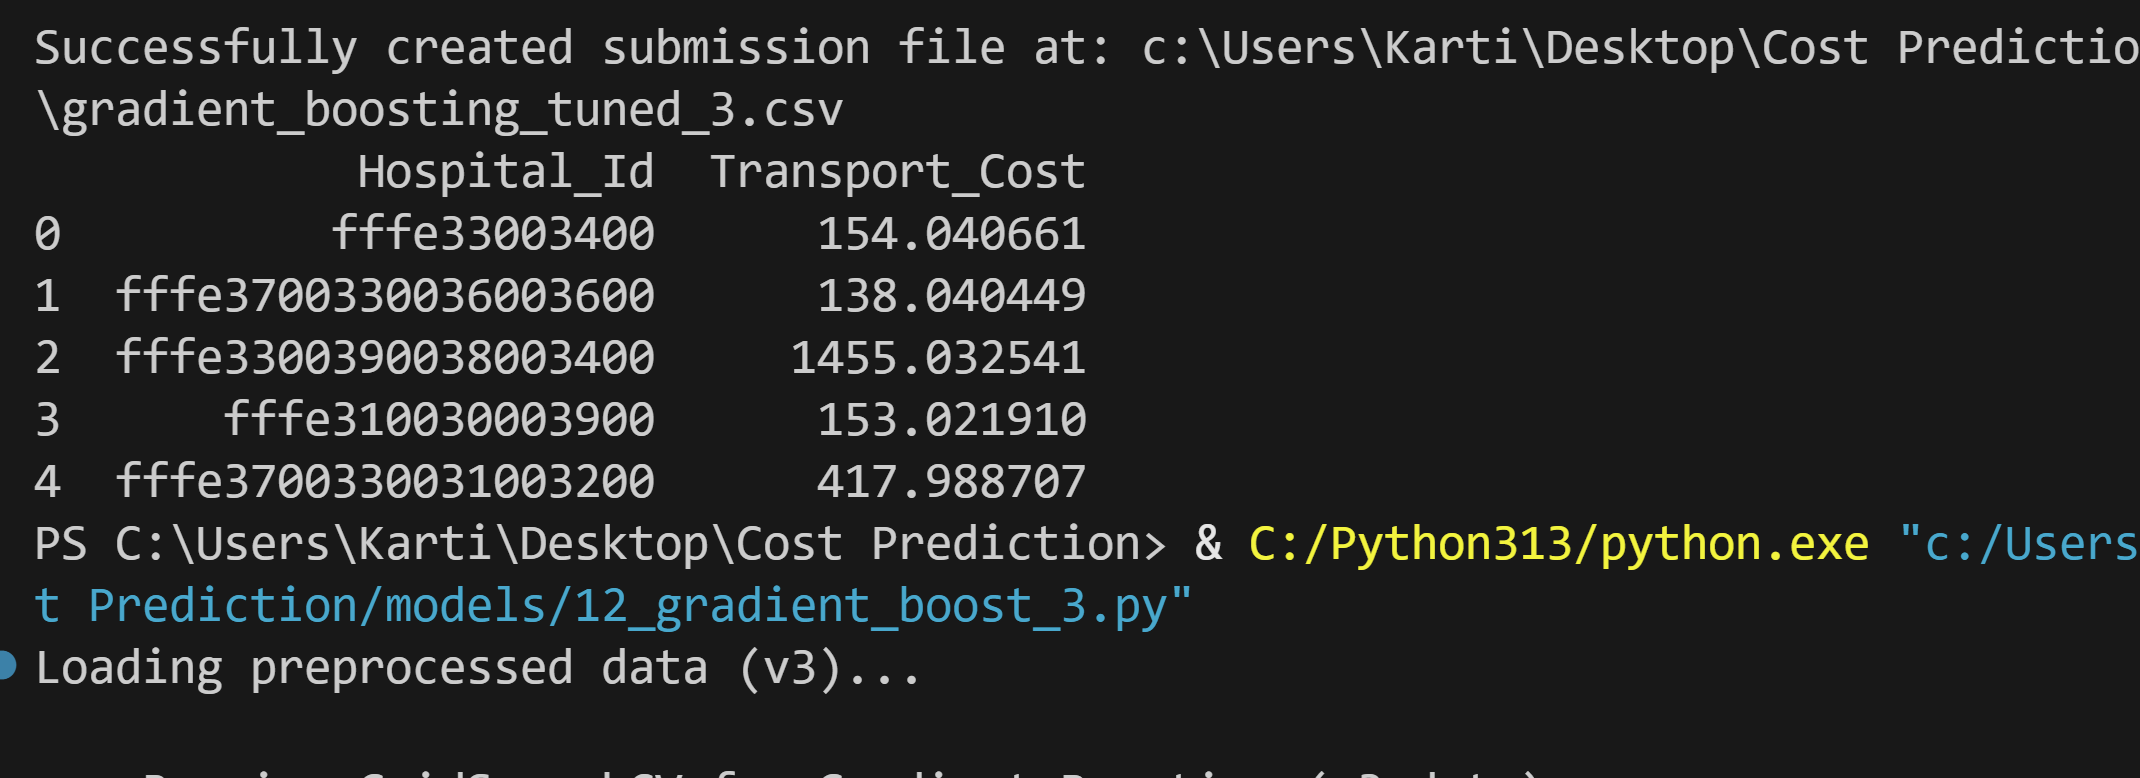 Successfully created submission file at: c:\Users\Karti\Desktop\Cost Predictio
\gradient_boosting_tuned_3.csv
Hospital_Id Transport_Cost
0 fffe33003400 154.040661
1 fffe3700330036003600 138.040449
2 fffe3300390038003400 1455.032541
3 fffe310030003900 153.021910
4 fffe3700330031003200 417.988707
PS C:\Users\Karti\Desktop\Cost Prediction> & C:/Python313/python.exe "c:/Users
t Prediction/models/12_gradient_boost_3.py"
Loading preprocessed data (v3)...